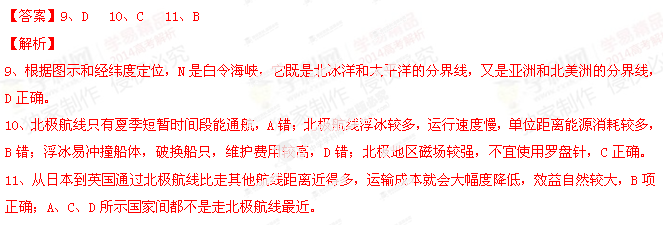 【答案】9、D 10、C 11、B
【解析】
9、根据图示和经纬度定位，N是白令海峡，它既是北冰洋和太平洋的分界线，又是亚洲和北美洲的分界线，
D正确。
10、北极航线只有夏季短暂时间段能通航，A错；北极航线浮冰较多，运行速度慢，单位距离能源消耗较多，
B错；浮冰易冲撞船体，破换船只，维护费用较高，D错；北极地区磁场较强，不宜使用罗盘针，C正确。
11、从日本到英国通过北极航线比走其他航线距离近得多，运输成本就会大幅度降低，效益自然较大，B项
正确；A、C、D所示国家间都不是走北极航线最近。